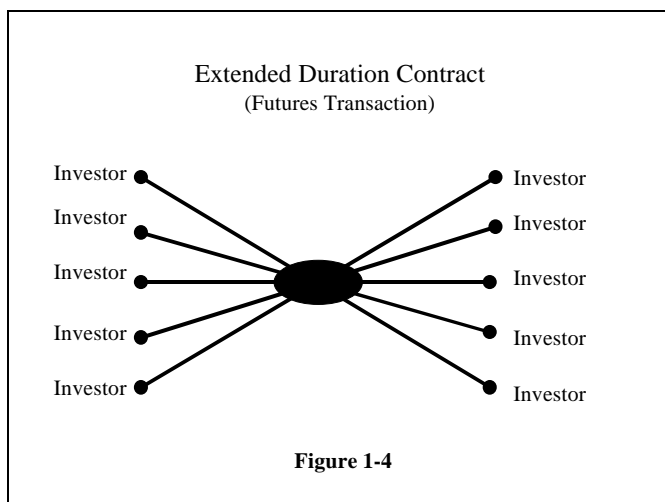 Extended Duration Contract
(Futures Transaction)
Investor
Investor
Investor
Investor
Investor
Investor
Investor
Investor
Investor
Investor
Figure 1-4